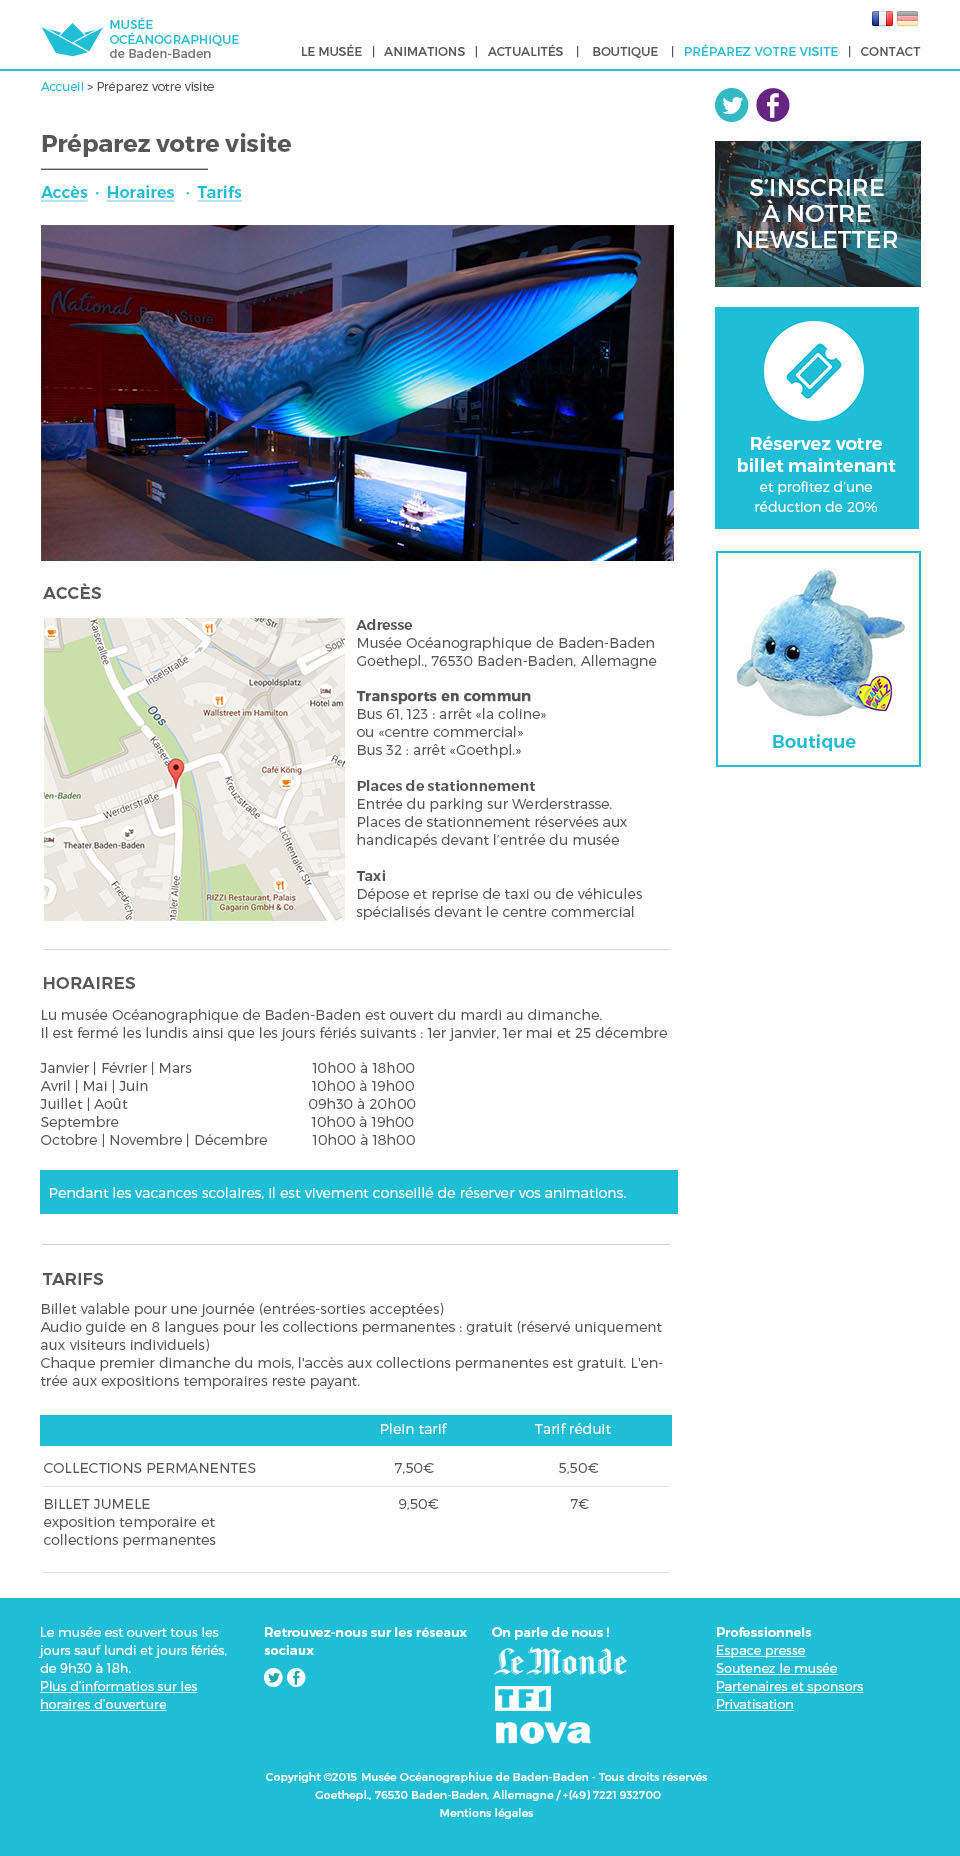 MUSÉE
OCÉANOGRAPHIQUE
de Baden-Baden
LE MUSÉE | ANIMATIONS | ACTUALITÉS | BOUTIQUE | PRÉPAREZ VOTRE VISITE | CONTACT
Accueil > Préparez votre visite
Préparez votre visite
Accès · Horaires · Tarifs
National Book Store
S'INSCRIRE
À NOTRE
NEWSLETTER
Réservez votre
billet maintenant
et profitez d'une
réduction de 20%
Boutique
ACCÈS
Kaiserallee
Inselstraße
Leopoldsplatz
Hotel am
Wallstreet im Hamilton
Oos
Café König
Kreuzstraße
en-Baden
Werderstraße
Theater Baden-Baden
Lichtentaler Str
RIZZI Restaurant, Palais
Gagarin GmbH & Co.
Adresse
Musée Océanographique de Baden-Baden
Goethepl., 76530 Baden-Baden, Allemagne
Transports en commun
Bus 61, 123 : arrêt «la coline»
ou «centre commercial»
Bus 32 : arrêt «Goethpl.»
Places de stationnement
Entrée du parking sur Werderstrasse.
Places de stationnement réservées aux
handicapés devant l'entrée du musée
Taxi
Dépose et reprise de taxi ou de véhicules
spécialisés devant le centre commercial
HORAIRES
Lu musée Océanographique de Baden-Baden est ouvert du mardi au dimanche.
Il est fermé les lundis ainsi que les jours fériés suivants : 1er janvier, 1er mai et 25 décembre
Janvier | Février | Mars 10h00 à 18h00
Avril | Mai | Juin 10h00 à 19h00
Juillet | Août 09h30 à 20h00
Septembre 10h00 à 19h00
Octobre | Novembre | Décembre 10h00 à 18h00
Pendant les vacances scolaires, il est vivement conseillé de réserver vos animations.
TARIFS
Billet valable pour une journée (entrées-sorties acceptées)
Audio guide en 8 langues pour les collections permanentes : gratuit (réservé uniquement
aux visiteurs individuels)
Chaque premier dimanche du mois, l'accès aux collections permanentes est gratuit. L'en-
trée aux expositions temporaires reste payant.
Plein tarif Tarif réduit
COLLECTIONS PERMANENTES 7,50€ 5,50€
BILLET JUMELE 9,50€ 7€
exposition temporaire et
collections permanentes
Le musée est ouvert tous les
jours sauf lundi et jours fériés,
de 9h30 à 18h.
Plus d'informatios sur les
horaires d'ouverture
Retrouvez-nous sur les réseaux
sociaux
On parle de nous !
Le Monde
TF1
nova
Professionnels
Espace presse
Soutenez le musée
Partenaires et sponsors
Privatisation
Copyright ©2015 Musée Océanographiue de Baden-Baden - Tous droits réservés
Goethepl., 76530 Baden-Baden, Allemagne / +(49) 7221 932700
Mentions légales